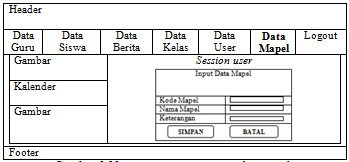 Header
Data Guru
Data Siswa
Data Berita
Data Kelas
Data User
Data Mapel
Logout
Gambar
Session user
Input Data Mapel
Kalender
Kode Mapel
Nama Mapel
Keterangan
Gambar
SIMPAN
BATAL
Footer